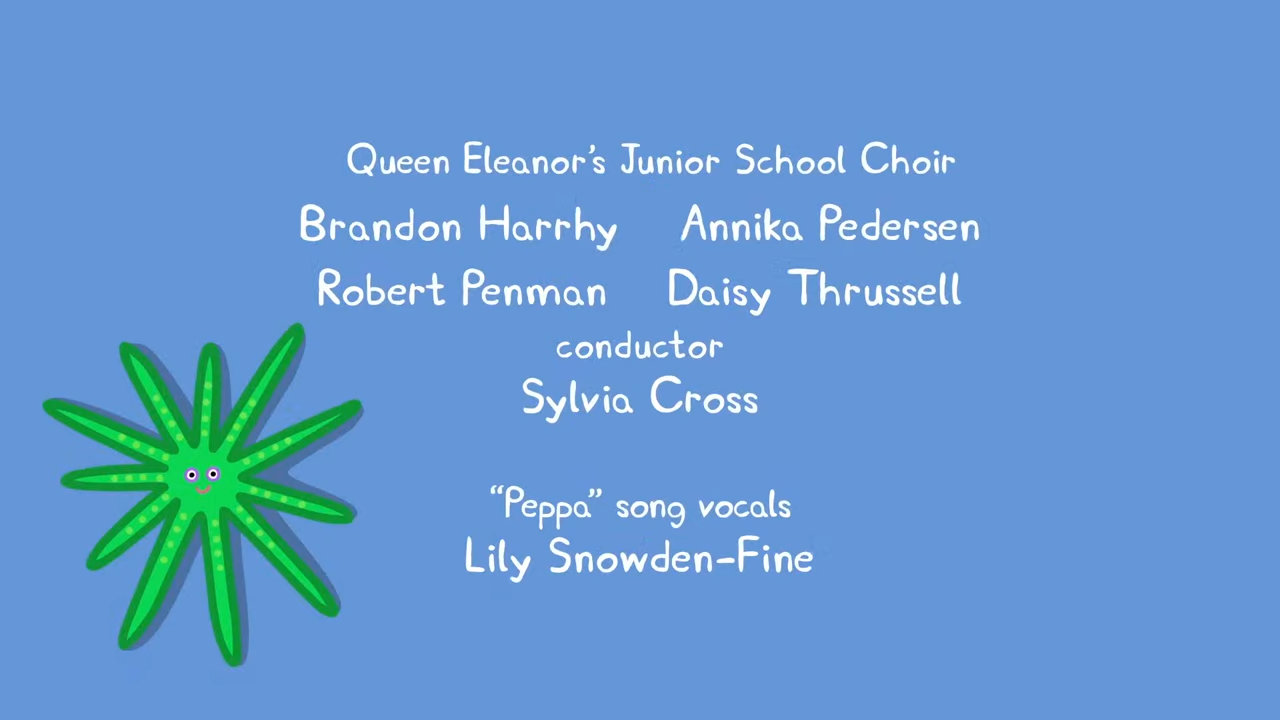 Queen Eleanor's Junior School Choir
Brandon Harrhy Annika Pedersen
Robert Penman Daisy Thrussell
conductor
Sylvia Cross
“Peppa” song vocals
Lily Snowden-Fine